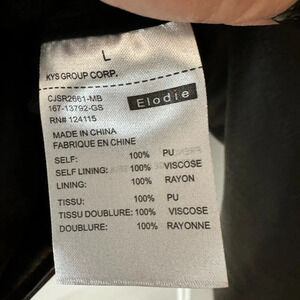 L
KYS GROUP CORP.
CJSR2661-MB
167-13792-GS
Elodie
RN# 124115
MADE IN CHINA
FABRIQUE EN CHINE
SELF: 100% PU
SELF LINING: 100% VISCOSE
LINING: 100% RAYON
TISSU: 100% PU
TISSU DOUBLURE: 100% VISCOSE
DOUBLURE: 100% RAYONNE